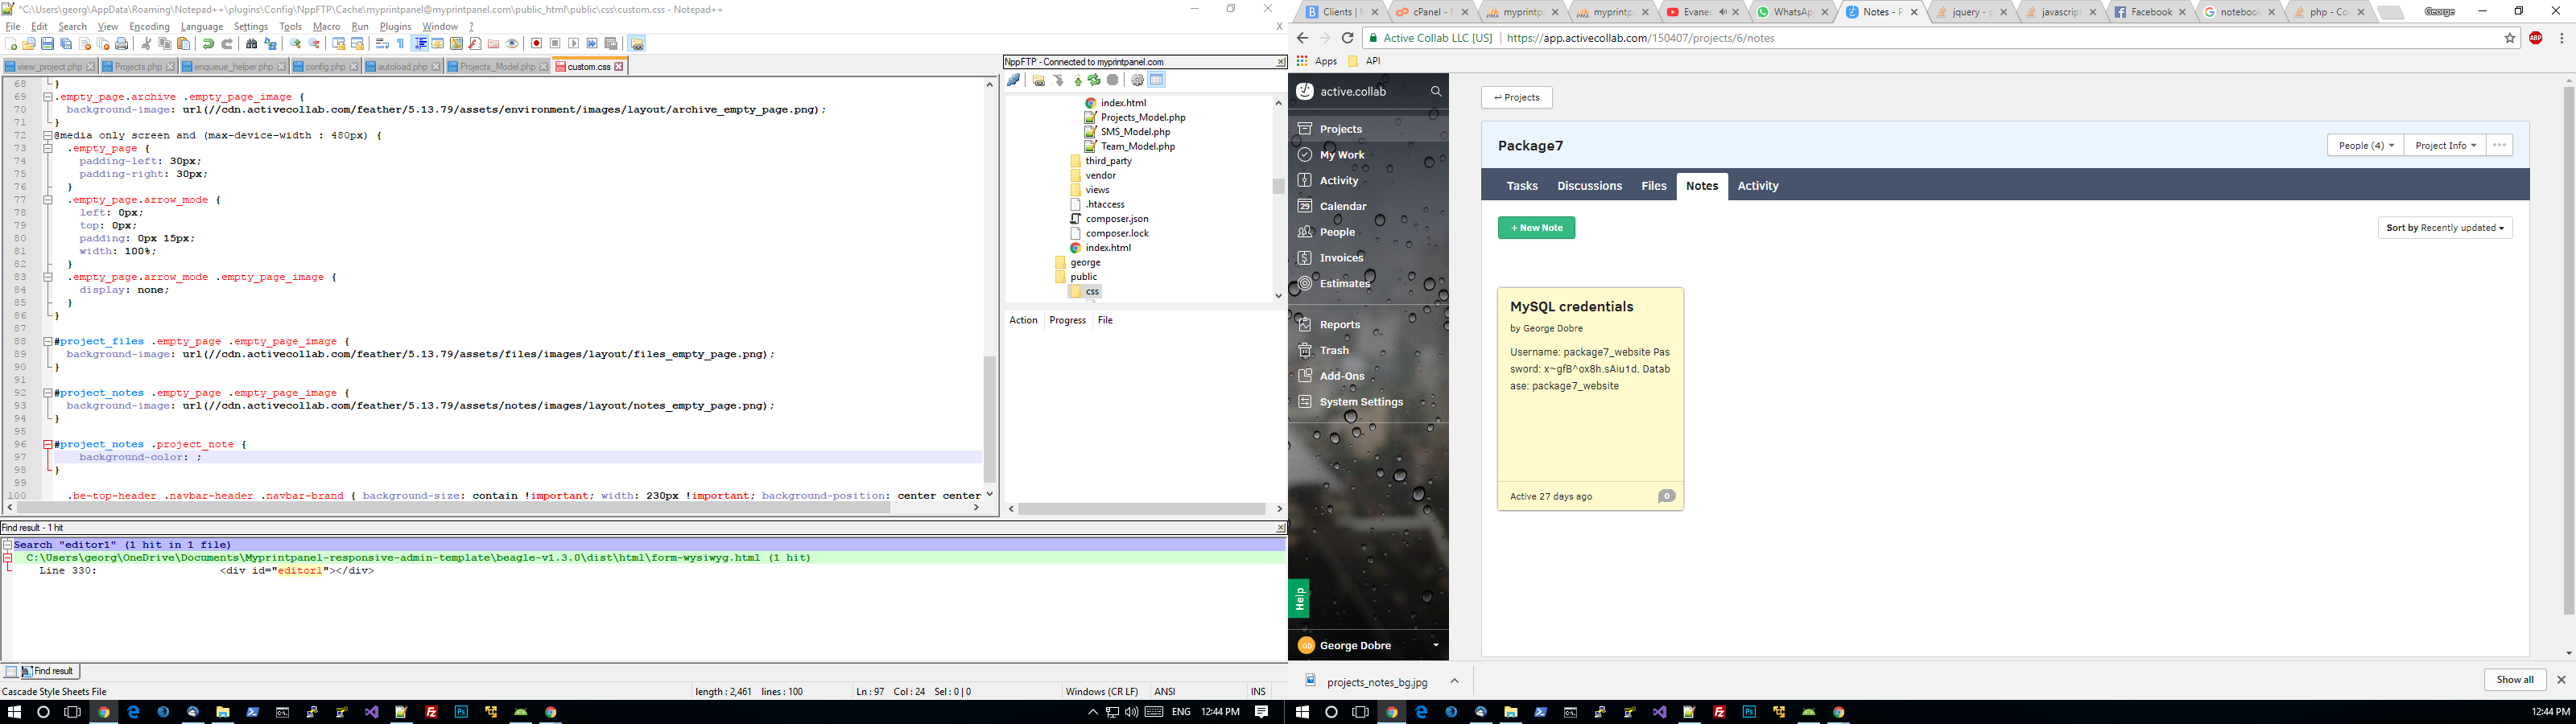 *C:\Users\georg\AppData\Roaming\Notepad++\plugins\Config\NppFTP\Cache\myprintpanel@myprintpanel.com\public_html\public\css\custom.css - Notepad++
File Edit Search View Encoding Language Settings Tools Macro Run Plugins Window ? X
view_project.php Projects.php enqueue_helper.php config.php autoload.php Projects_Model.php custom.css
68 }
69 .empty_page.archive .empty_page_image {
70 background-image: url(//cdn.activecollab.com/feather/5.13.79/assets/environment/images/layout/archive_empty_page.png);
71 }
72 @media only screen and (max-device-width : 480px) {
73 .empty_page {
74 padding-left: 30px;
75 padding-right: 30px;
76 }
77 .empty_page.arrow_mode {
78 left: 0px;
79 top: 0px;
80 padding: 0px 15px;
81 width: 100%;
82 }
83 .empty_page.arrow_mode .empty_page_image {
84 display: none;
85 }
86 }
87
88 #project_files .empty_page .empty_page_image {
89 background-image: url(//cdn.activecollab.com/feather/5.13.79/assets/files/images/layout/files_empty_page.png);
90 }
91
92 #project_notes .empty_page .empty_page_image {
93 background-image: url(//cdn.activecollab.com/feather/5.13.79/assets/notes/images/layout/notes_empty_page.png);
94 }
95
96 #project_notes .project_note {
97 background-color: ;
98 }
99
100 .be-top-header .navbar-header .navbar-brand { background-size: contain !important; width: 230px !important; background-position: center center
NppFTP - Connected to myprintpanel.com
index.html
Projects_Model.php
SMS_Model.php
Team_Model.php
third_party
vendor
views
.htaccess
composer.json
composer.lock
index.html
george
public
css
Action Progress File
Find result - 1 hit
Search "editor1" (1 hit in 1 file)
C:\Users\georg\OneDrive\Documents\Myprintpanel-responsive-admin-template\beagle-v1.3.0\dist\html\form-wysiwyg.html (1 hit)
Line 330: <div id="editor1"></div>
Find result
Cascade Style Sheets File length : 2,461 lines : 100 Ln : 97 Col : 24 Sel : 0 | 0 Windows (CR LF) ANSI INS
ENG 12:44 PM
Clients | cPanel - myprintp myprintp Evanes WhatsAp Notes - P jquery - javascript Facebook notebook php - Co George
Active Collab LLC [US] https://app.activecollab.com/150407/projects/6/notes ABP
Apps API
active.collab
Projects
My Work
Activity
29 Calendar
People
Invoices
Estimates
Reports
Trash
Add-Ons
System Settings
Help
GD George Dobre
Projects
Package7
People (4) Project Info
Tasks Discussions Files Notes Activity
+ New Note
Sort by Recently updated
MySQL credentials
by George Dobre
Username: package7_website Pas
sword: x~gfB^ox8h.sAiu1d. Datab
ase: package7_website
Active 27 days ago 0
projects_notes_bg.jpg
Show all
12:44 PM